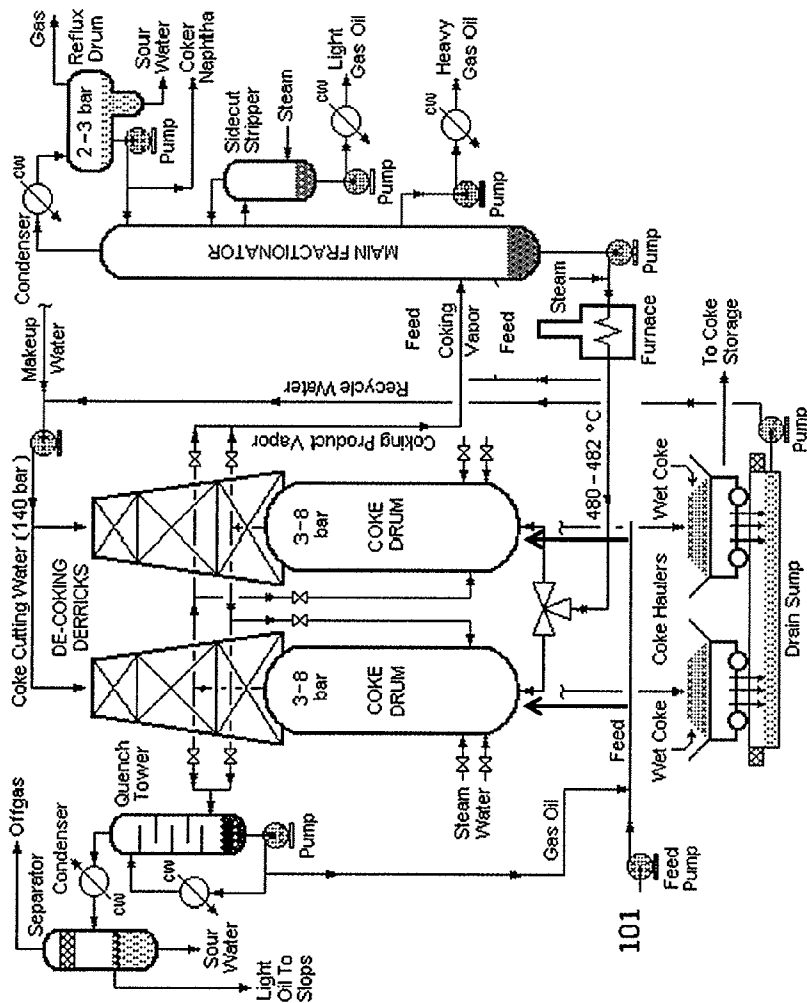 Gas
Reflux
Drum
Sour
Water
Coker
Naphtha
2–3 bar
Pump
CW
Condenser
Sidecut
Stripper
Steam
CW
Light
Gas Oil
Pump
CW
Heavy
Gas Oil
Pump
MAIN FRACTIONATOR
Makeup
Water
Feed
Coking
Vapor
Feed
Steam
Pump
Furnace
Recycle Water
Coking Product Vapor
480–482 °C
To Coke
Storage
Coke Cutting Water (140 bar)
DE-COKING
DERRICKS
3–8
bar
COKE
DRUM
3–8
bar
COKE
DRUM
Wet Coke
Coke Haulers
Wet Coke
Pump
Drain Sump
Quench
Tower
Steam
Water
Feed
Offgas
Separator
Condenser
CW
CW
Pump
Gas Oil
Sour
Water
Light
Oil To
Slops
101
Feed
Pump